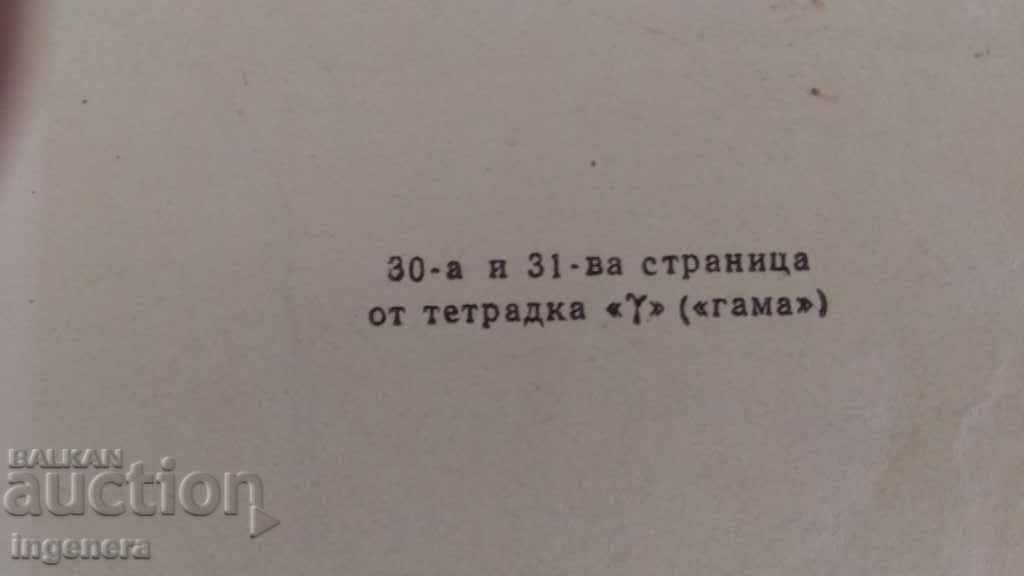 30-а и 31-ва страница
от тетрадка «γ» («гама»)
BALKAN
auction
ingenera